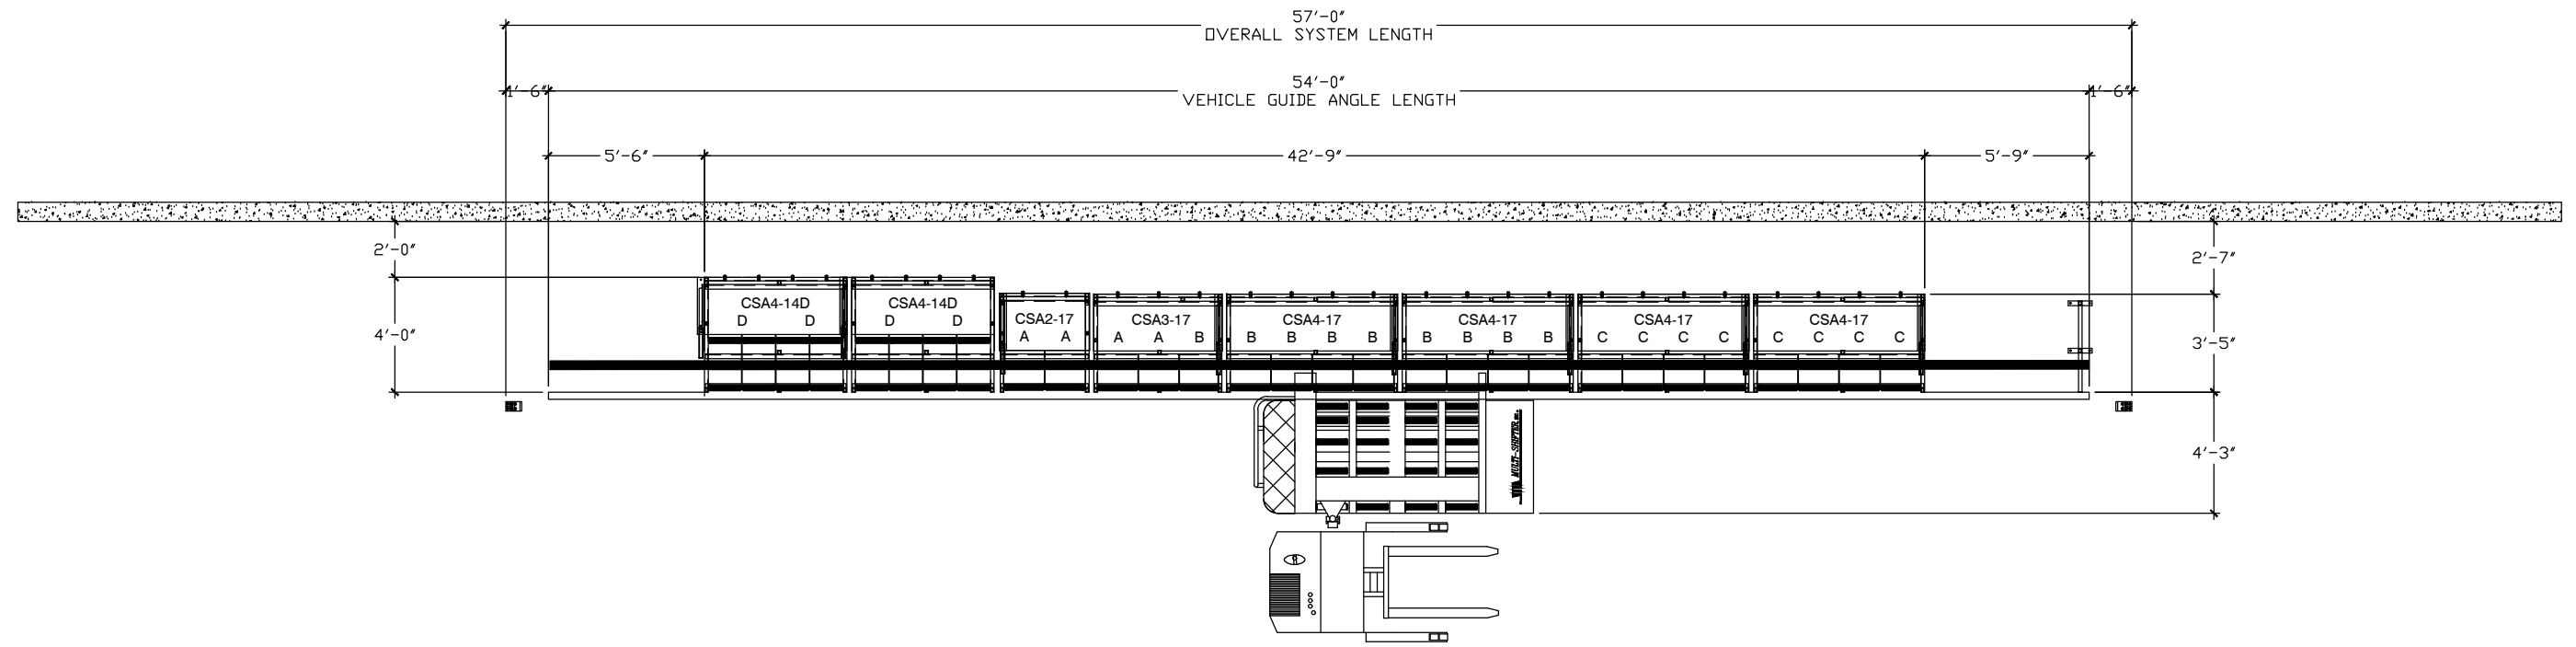 57'-0"
OVERALL SYSTEM LENGTH
54'-0"
VEHICLE GUIDE ANGLE LENGTH
1'-6"
1'-6"
5'-6"
42'-9"
5'-9"
2'-0"
2'-7"
4'-0"
3'-5"
4'-3"
CSA4-14D
D D
CSA4-14D
D D
CSA2-17
A A
CSA3-17
A A B
CSA4-17
B B B B
CSA4-17
B B B B
CSA4-17
C C C C
CSA4-17
C C C C
MULTI-SHIFTER